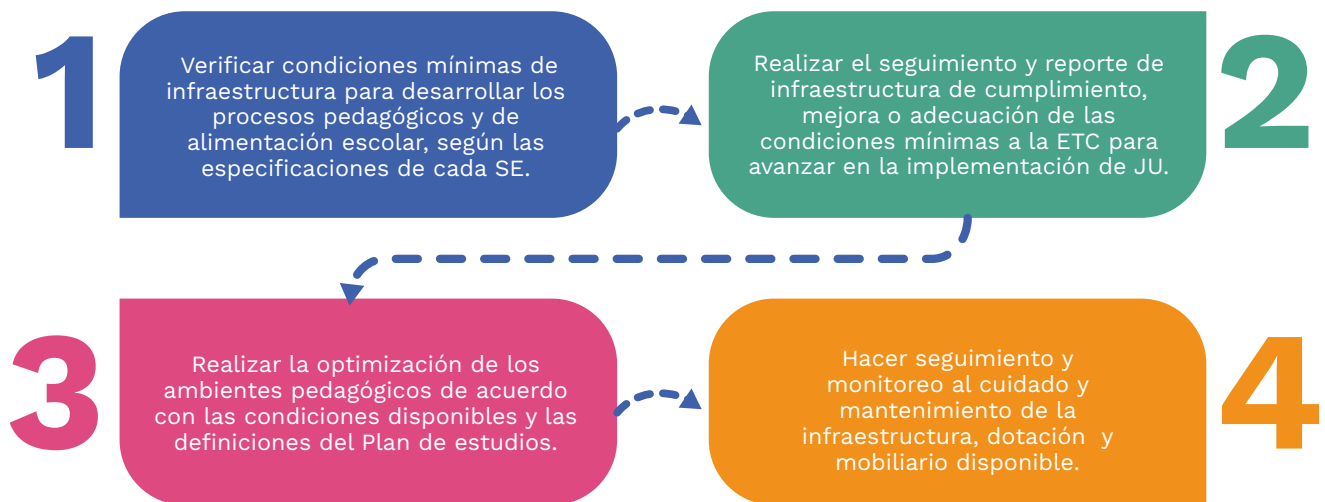 1
Verificar condiciones mínimas de
infraestructura para desarrollar los
procesos pedagógicos y de
alimentación escolar, según las
especificaciones de cada SE.
2
Realizar el seguimiento y reporte de
infraestructura de cumplimiento,
mejora o adecuación de las
condiciones mínimas a la ETC para
avanzar en la implementación de JU.
3
Realizar la optimización de los
ambientes pedagógicos de acuerdo
con las condiciones disponibles y las
definiciones del Plan de estudios.
4
Hacer seguimiento y
monitoreo al cuidado y
mantenimiento de la
infraestructura, dotación y
mobiliario disponible.